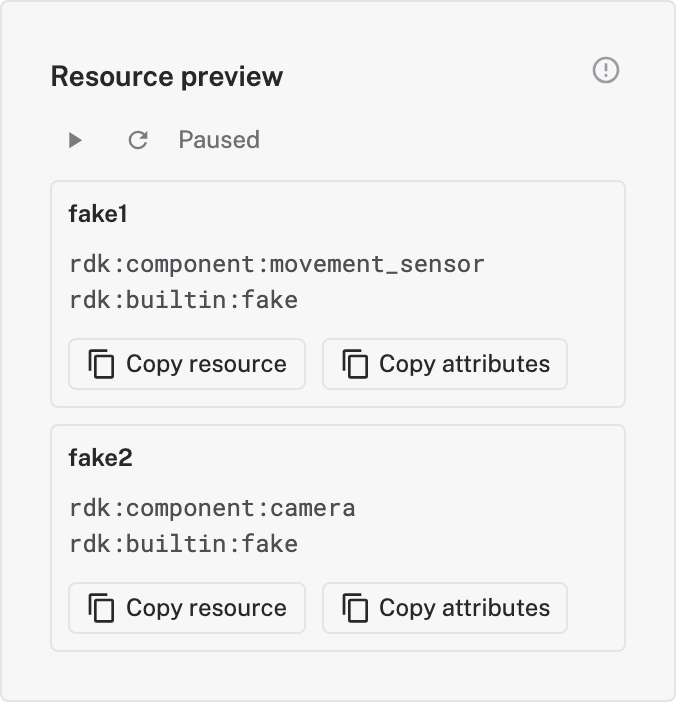 Resource preview
Paused
fake1
rdk:component:movement_sensor
rdk:builtin:fake
Copy resource
Copy attributes
fake2
rdk:component:camera
rdk:builtin:fake
Copy resource
Copy attributes